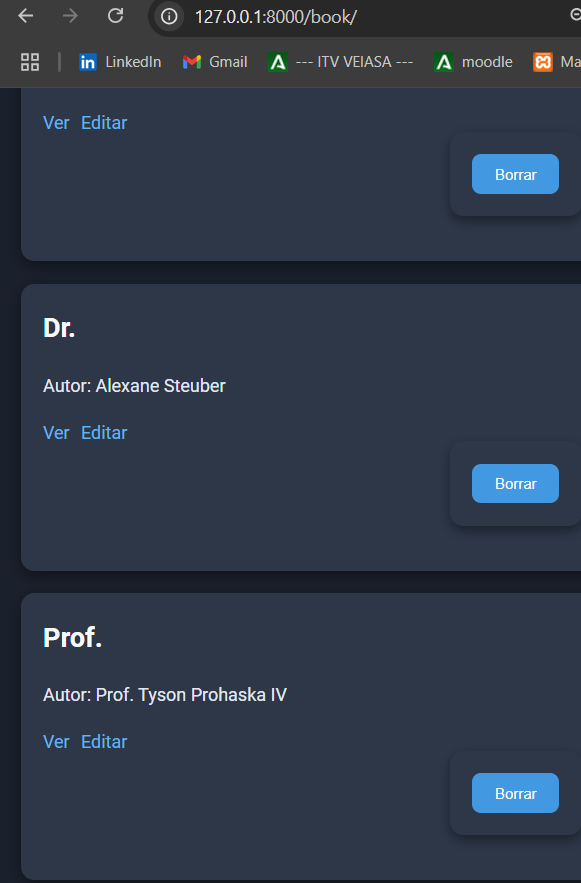 127.0.0.1:8000/book/
LinkedIn Gmail --- ITV VEIASA --- moodle Ma
Ver Editar
Borrar
Dr.
Autor: Alexane Steuber
Ver Editar
Borrar
Prof.
Autor: Prof. Tyson Prohaska IV
Ver Editar
Borrar